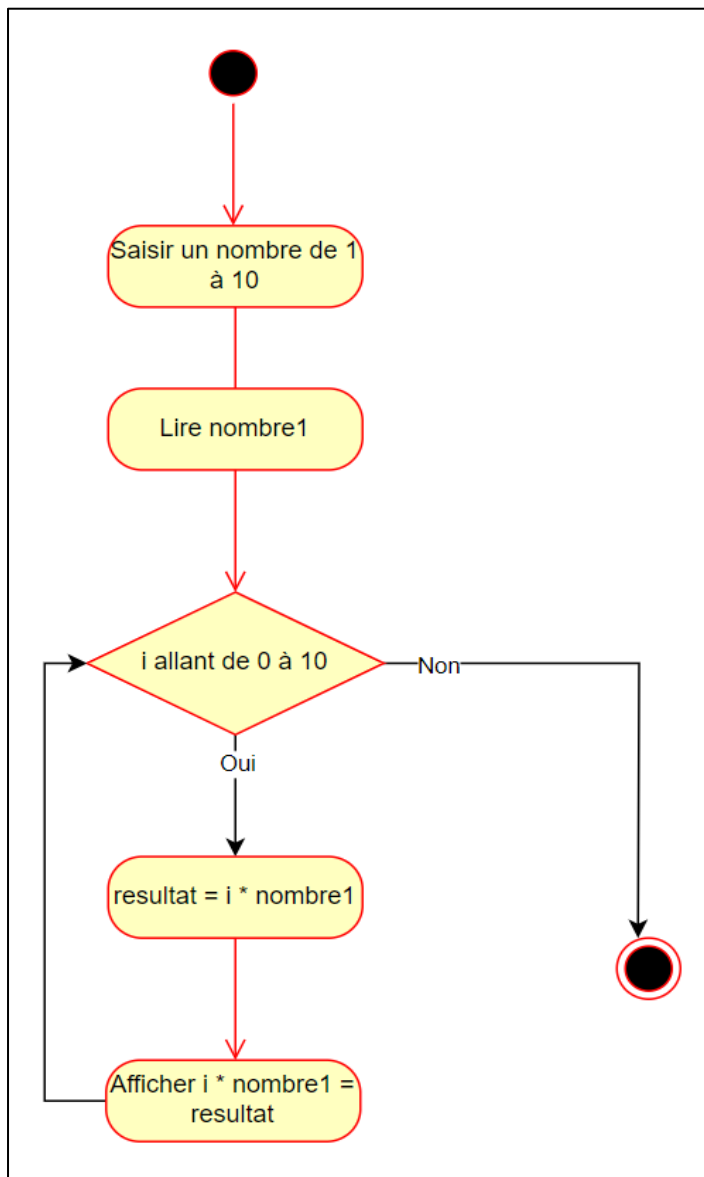 Saisir un nombre de 1
à 10
Lire nombre1
i allant de 0 à 10
Non
Oui
resultat = i * nombre1
Afficher i * nombre1 =
resultat